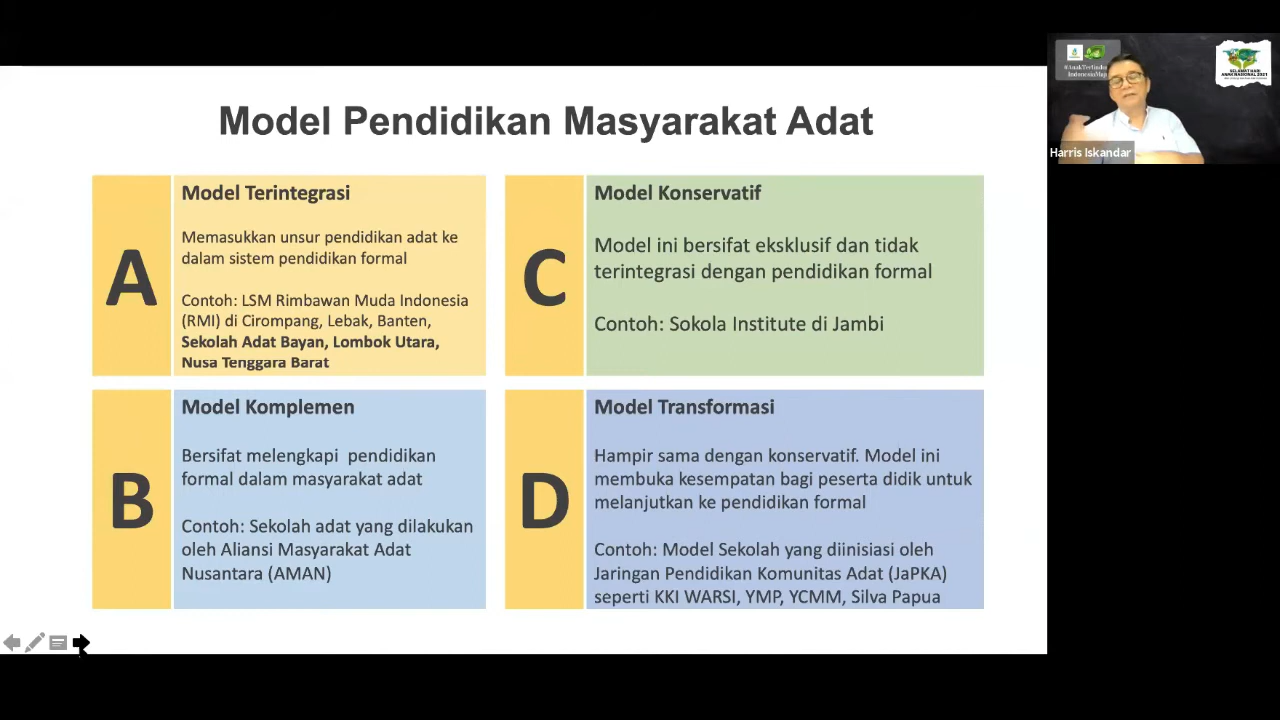 Model Pendidikan Masyarakat Adat
A
Model Terintegrasi
Memasukkan unsur pendidikan adat ke
dalam sistem pendidikan formal
Contoh: LSM Rimbawan Muda Indonesia
(RMI) di Cirompang, Lebak, Banten,
Sekolah Adat Bayan, Lombok Utara,
Nusa Tenggara Barat
B
Model Komplemen
Bersifat melengkapi pendidikan
formal dalam masyarakat adat
Contoh: Sekolah adat yang dilakukan
oleh Aliansi Masyarakat Adat
Nusantara (AMAN)
C
Model Konservatif
Model ini bersifat eksklusif dan tidak
terintegrasi dengan pendidikan formal
Contoh: Sokola Institute di Jambi
D
Model Transformasi
Hampir sama dengan konservatif. Model ini
membuka kesempatan bagi peserta didik untuk
melanjutkan ke pendidikan formal
Contoh: Model Sekolah yang diinisiasi oleh
Jaringan Pendidikan Komunitas Adat (JaPKA)
seperti KKI WARSI, YMP, YCMM, Silva Papua
SELAMAT HARI
ANAK NASIONAL 2021
Harris Iskandar